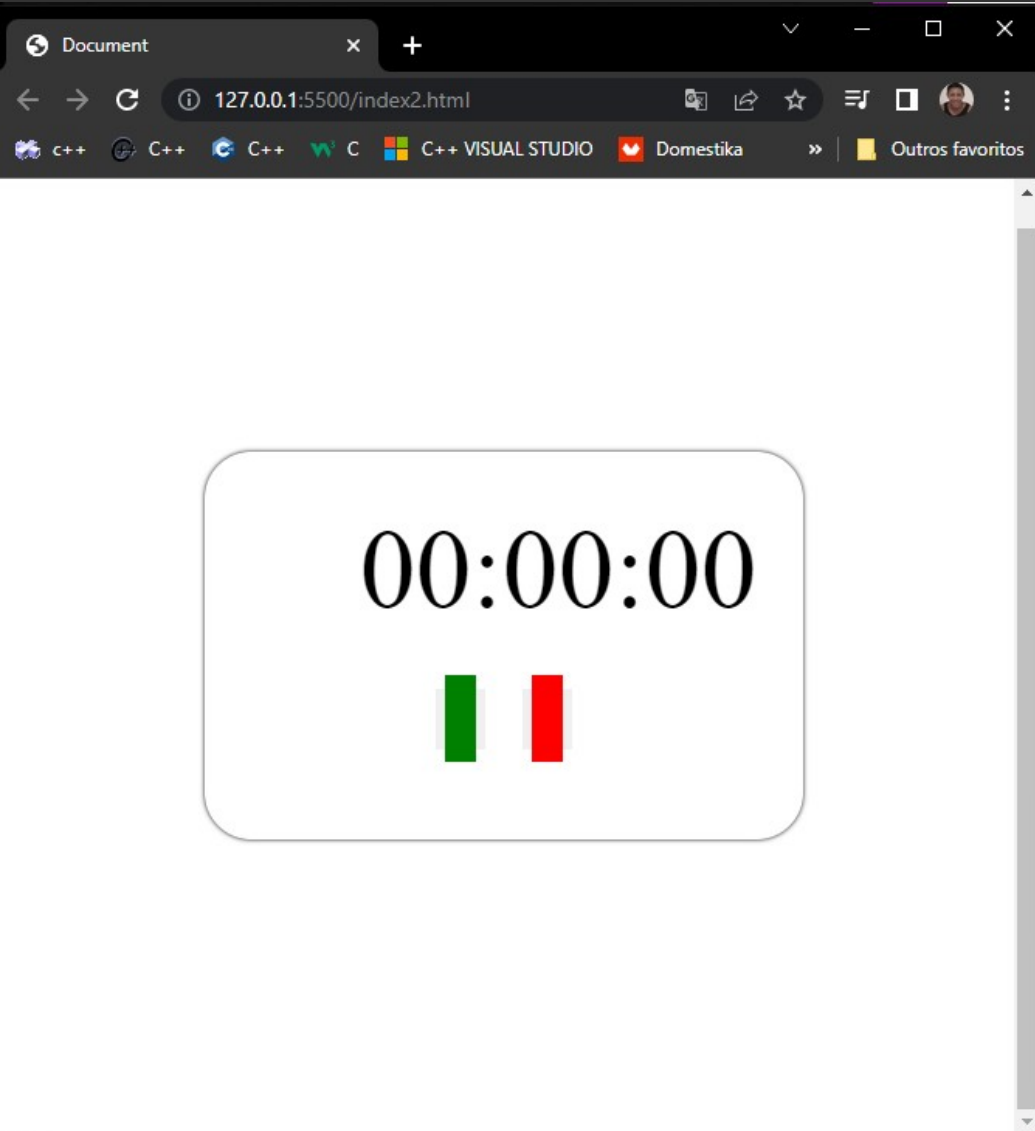 Document
127.0.0.1:5500/index2.html
c++ C++ C++ C C++ VISUAL STUDIO Domestika » Outros favoritos
00:00:00